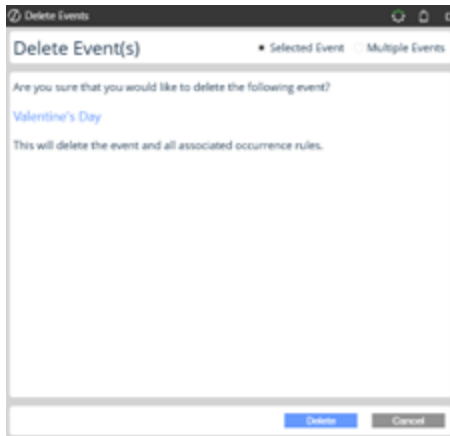 Delete Events
Delete Event(s)
Selected Event
Multiple Events
Are you sure that you would like to delete the following event?
Valentine's Day
This will delete the event and all associated occurrence rules.
Delete
Cancel